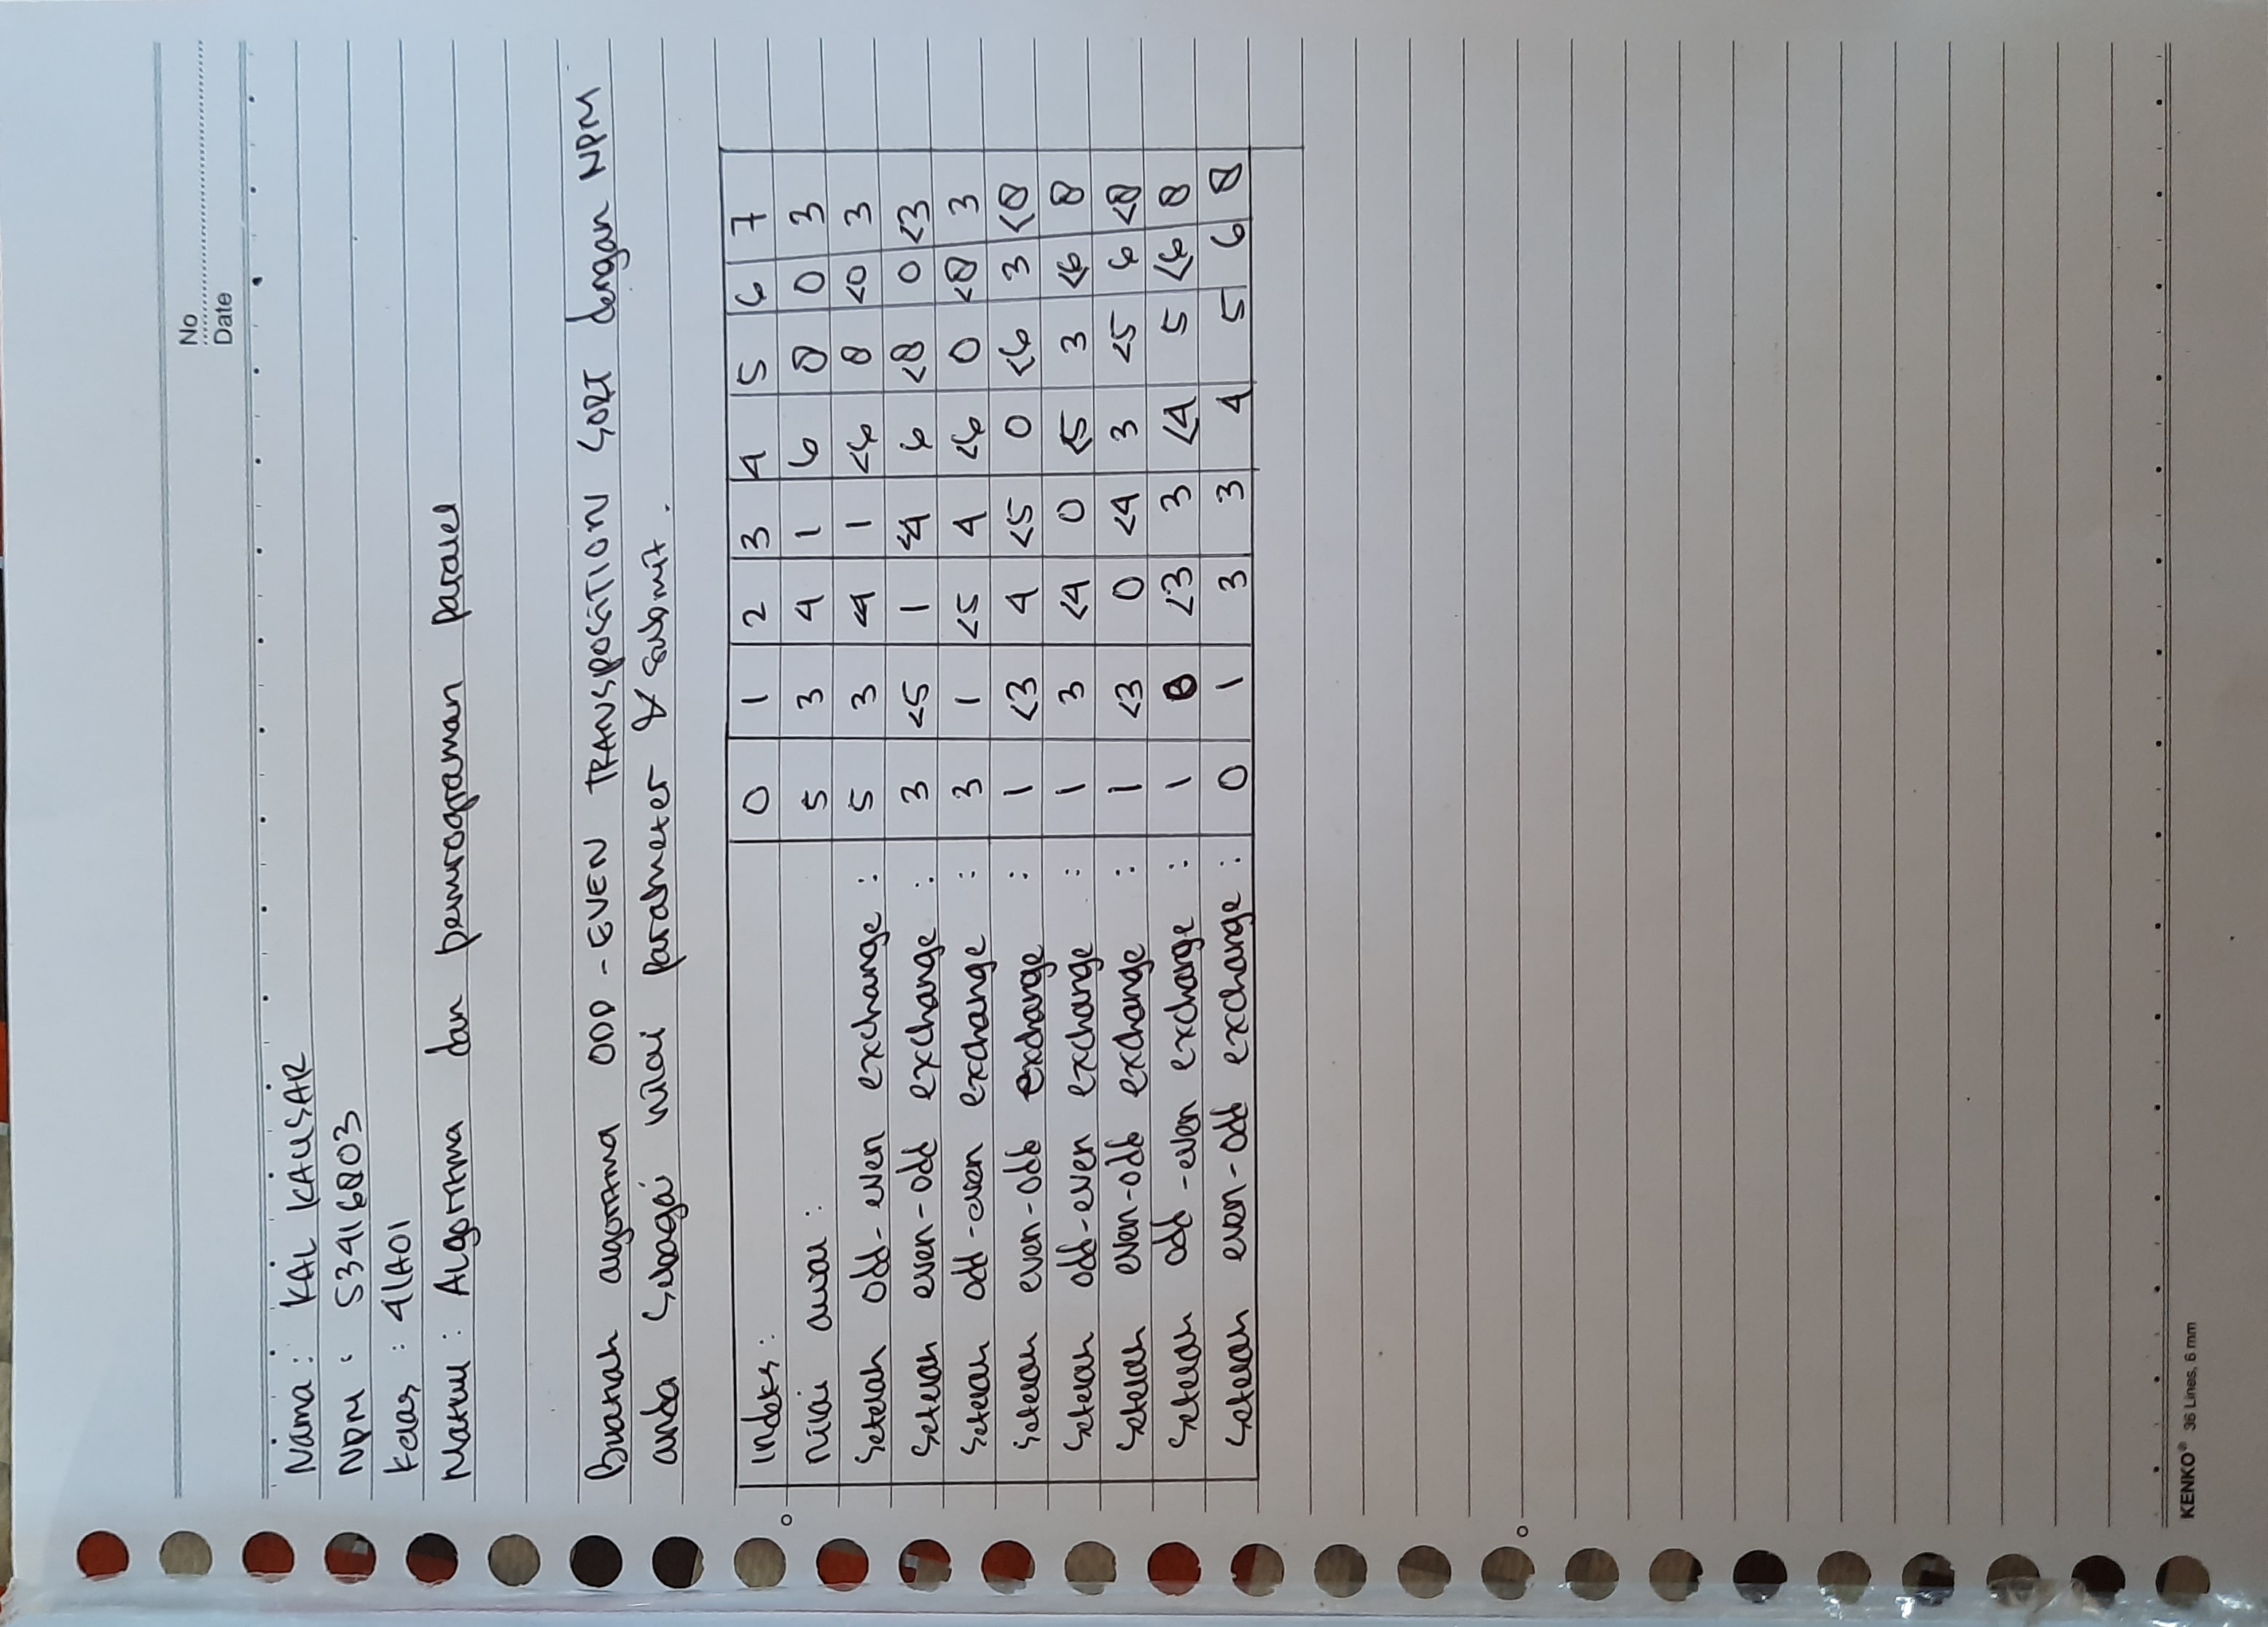 No
Date
Nama : KAL KAUSAR
NPM : 53416803
Kelas : 4IA01
Matkul : Algoritma dan pemrograman Paralel
Buatlah algoritma ODD-EVEN TRANSPOSITION SORT dengan NPM
anda sebagai nilai parameter & submit.
Indeks : 0 1 2 3 4 5 6 7
Nilai awal : 5 3 4 1 6 8 0 3
Setelah odd-even exchange : 5 3 <4 1 <6 8 <0 3
Setelah even-odd exchange : 3 <5 1 <4 6 <8 0 <3
Setelah odd-even exchange : 3 1 <5 4 <6 0 <8 3
Setelah even-odd exchange : 1 <3 4 <5 0 <6 3 <8
Setelah odd-even exchange : 1 3 <4 0 <5 3 <6 8
Setelah even-odd exchange : 1 <3 0 <4 3 <5 6 <8
Setelah odd-even exchange : 1 0 <3 3 <4 5 <6 8
Setelah even-odd exchange : 0 1 3 3 4 5 6 8
KENKO® 36 Lines, 6 mm